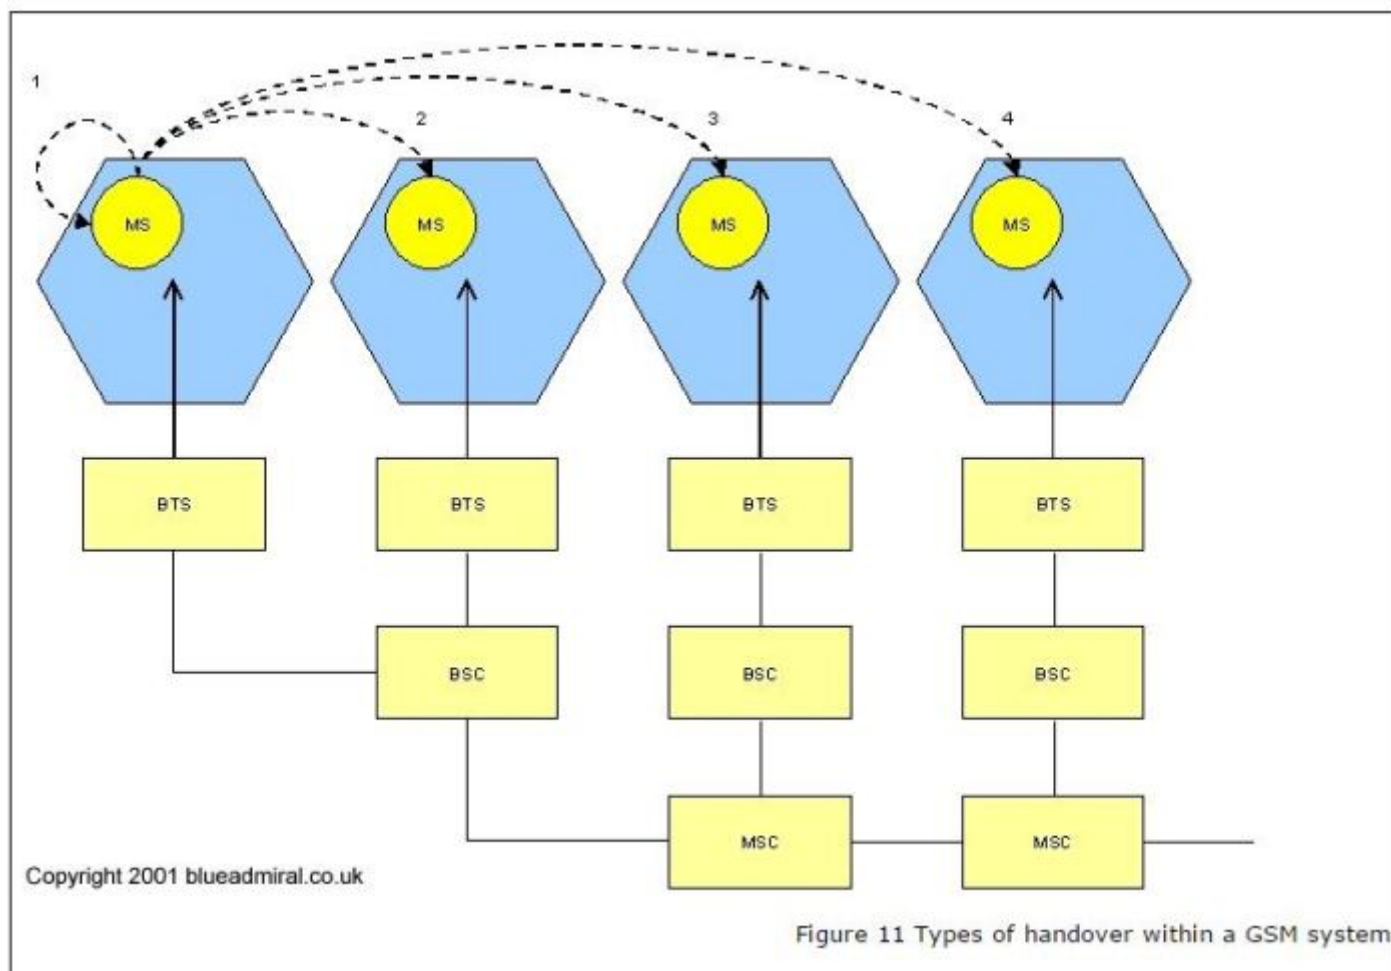 1
2
3
4
MS
MS
MS
MS
BTS
BTS
BTS
BTS
BSC
BSC
BSC
MSC
MSC
Copyright 2001 blueadmiral.co.uk
Figure 11 Types of handover within a GSM system